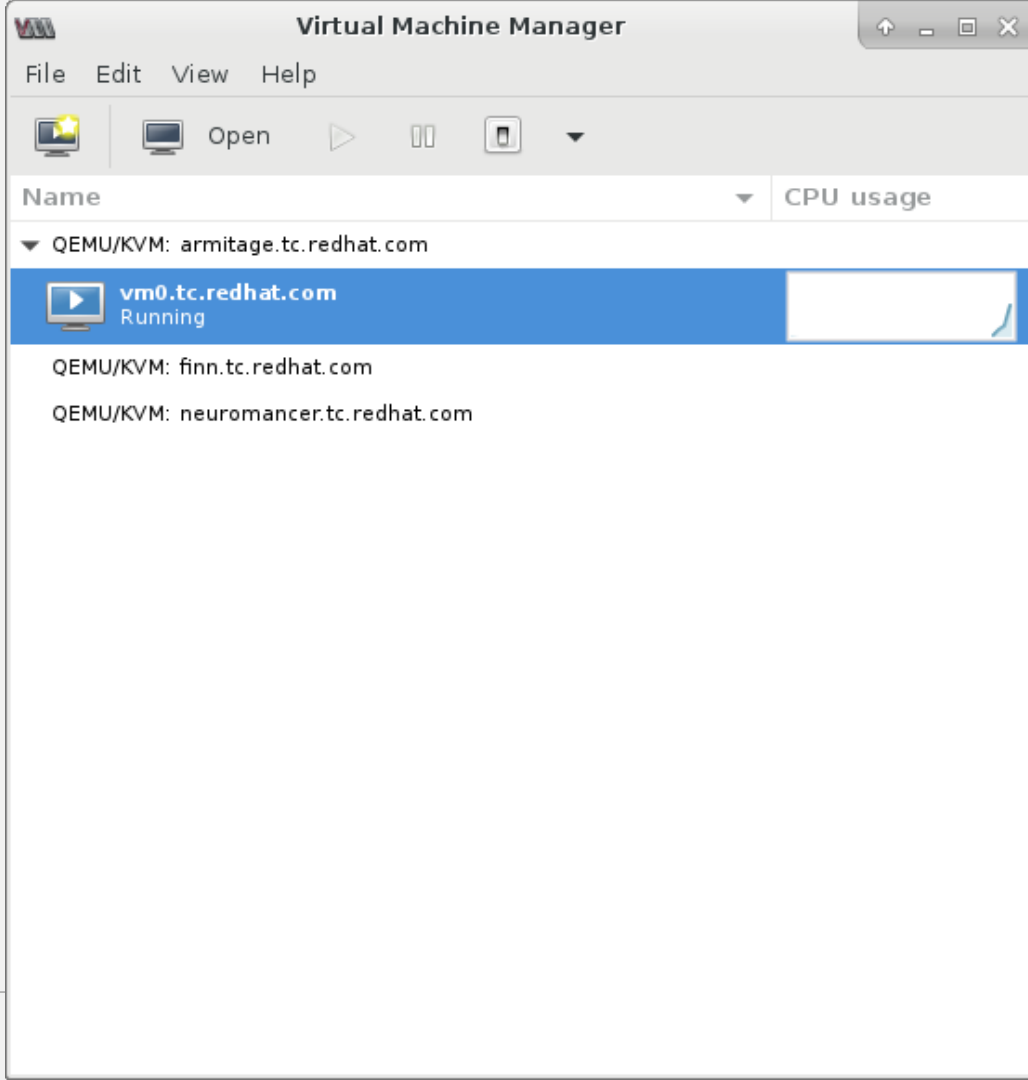 Virtual Machine Manager
File Edit View Help
Open
Name CPU usage
QEMU/KVM: armitage.tc.redhat.com
vm0.tc.redhat.com
Running
QEMU/KVM: finn.tc.redhat.com
QEMU/KVM: neuromancer.tc.redhat.com